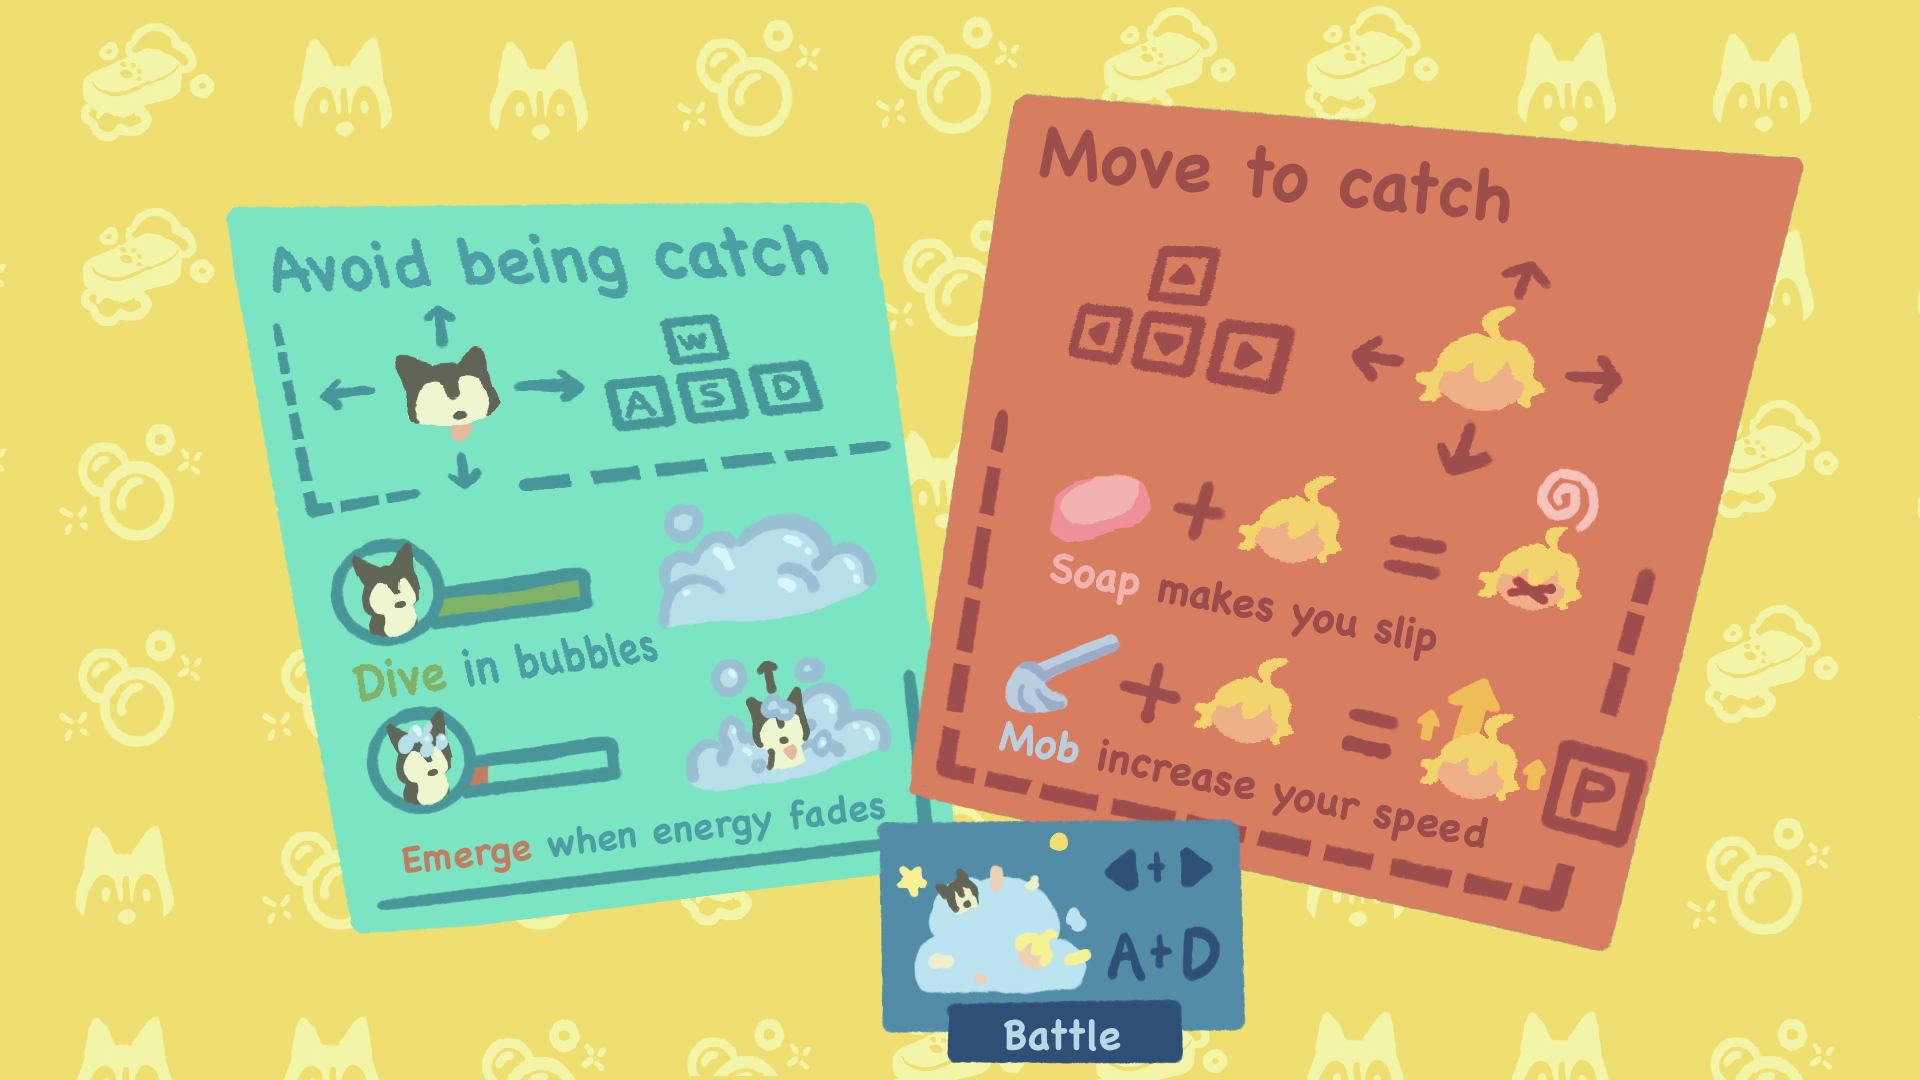 Avoid being catch
W
A S D
Dive in bubbles
Emerge when energy fades
Move to catch
Soap makes you slip
Mob increase your speed
P
+
A+D
Battle